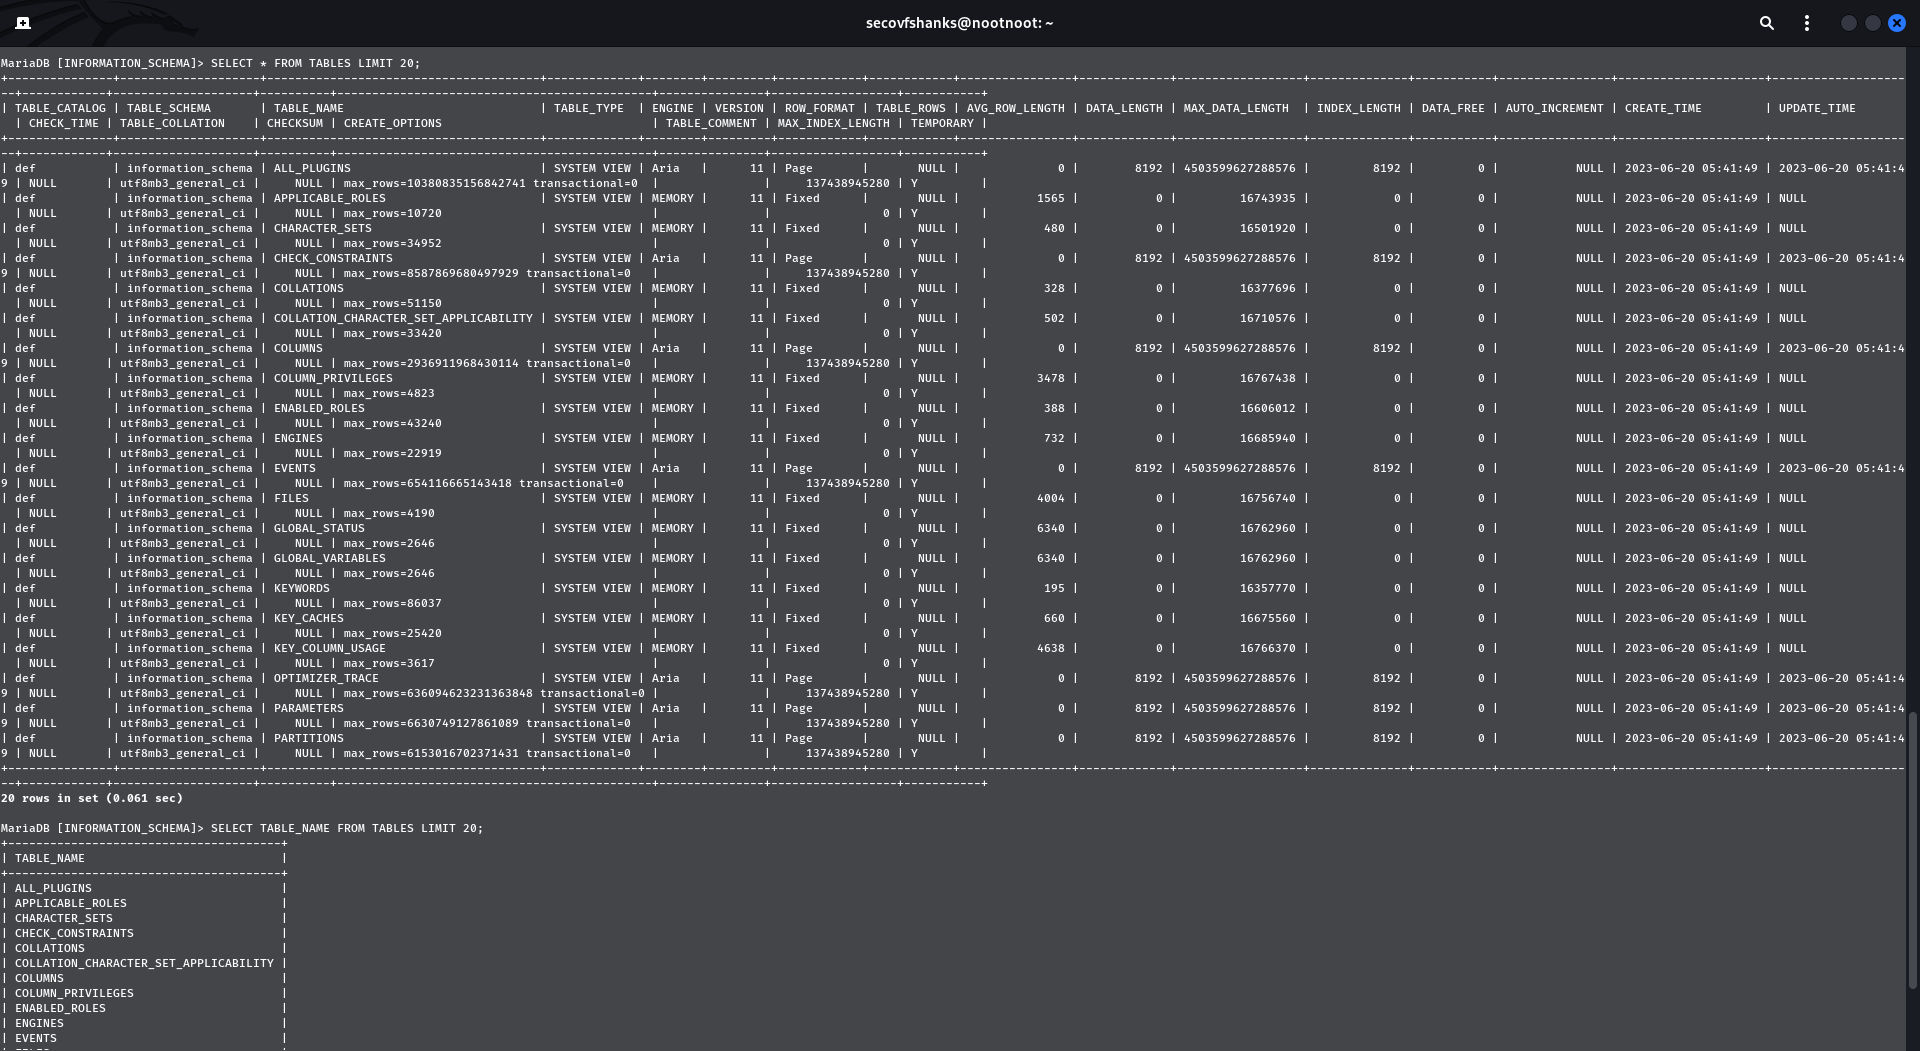 secovfshanks@nootnoot: ~
MariaDB [INFORMATION_SCHEMA]> SELECT * FROM TABLES LIMIT 20;
| TABLE_CATALOG | TABLE_SCHEMA | TABLE_NAME | TABLE_TYPE | ENGINE | VERSION | ROW_FORMAT | TABLE_ROWS | AVG_ROW_LENGTH | DATA_LENGTH | MAX_DATA_LENGTH | INDEX_LENGTH | DATA_FREE | AUTO_INCREMENT | CREATE_TIME | UPDATE_TIME
| CHECK_TIME | TABLE_COLLATION | CHECKSUM | CREATE_OPTIONS | TABLE_COMMENT | MAX_INDEX_LENGTH | TEMPORARY |
| def | information_schema | ALL_PLUGINS | SYSTEM VIEW | Aria | 11 | Page | NULL | 0 | 8192 | 4503599627288576 | 8192 | 0 | NULL | 2023-06-20 05:41:49 | 2023-06-20 05:41:4
9 | NULL | utf8mb3_general_ci | NULL | max_rows=10380835156842741 transactional=0 | | 137438945280 | Y |
| def | information_schema | APPLICABLE_ROLES | SYSTEM VIEW | MEMORY | 11 | Fixed | NULL | 1565 | 0 | 16743935 | 0 | 0 | NULL | 2023-06-20 05:41:49 | NULL
| NULL | utf8mb3_general_ci | NULL | max_rows=10720 | | 0 | Y |
| def | information_schema | CHARACTER_SETS | SYSTEM VIEW | MEMORY | 11 | Fixed | NULL | 480 | 0 | 16501920 | 0 | 0 | NULL | 2023-06-20 05:41:49 | NULL
| NULL | utf8mb3_general_ci | NULL | max_rows=34952 | | 0 | Y |
| def | information_schema | CHECK_CONSTRAINTS | SYSTEM VIEW | Aria | 11 | Page | NULL | 0 | 8192 | 4503599627288576 | 8192 | 0 | NULL | 2023-06-20 05:41:49 | 2023-06-20 05:41:4
9 | NULL | utf8mb3_general_ci | NULL | max_rows=8587869680497929 transactional=0 | | 137438945280 | Y |
| def | information_schema | COLLATIONS | SYSTEM VIEW | MEMORY | 11 | Fixed | NULL | 328 | 0 | 16377696 | 0 | 0 | NULL | 2023-06-20 05:41:49 | NULL
| NULL | utf8mb3_general_ci | NULL | max_rows=51150 | | 0 | Y |
| def | information_schema | COLLATION_CHARACTER_SET_APPLICABILITY | SYSTEM VIEW | MEMORY | 11 | Fixed | NULL | 502 | 0 | 16710576 | 0 | 0 | NULL | 2023-06-20 05:41:49 | NULL
| NULL | utf8mb3_general_ci | NULL | max_rows=33420 | | 0 | Y |
| def | information_schema | COLUMNS | SYSTEM VIEW | Aria | 11 | Page | NULL | 0 | 8192 | 4503599627288576 | 8192 | 0 | NULL | 2023-06-20 05:41:49 | 2023-06-20 05:41:4
9 | NULL | utf8mb3_general_ci | NULL | max_rows=2936911968430114 transactional=0 | | 137438945280 | Y |
| def | information_schema | COLUMN_PRIVILEGES | SYSTEM VIEW | MEMORY | 11 | Fixed | NULL | 3478 | 0 | 16767438 | 0 | 0 | NULL | 2023-06-20 05:41:49 | NULL
| NULL | utf8mb3_general_ci | NULL | max_rows=4823 | | 0 | Y |
| def | information_schema | ENABLED_ROLES | SYSTEM VIEW | MEMORY | 11 | Fixed | NULL | 388 | 0 | 16606012 | 0 | 0 | NULL | 2023-06-20 05:41:49 | NULL
| NULL | utf8mb3_general_ci | NULL | max_rows=43240 | | 0 | Y |
| def | information_schema | ENGINES | SYSTEM VIEW | MEMORY | 11 | Fixed | NULL | 732 | 0 | 16685940 | 0 | 0 | NULL | 2023-06-20 05:41:49 | NULL
| NULL | utf8mb3_general_ci | NULL | max_rows=22919 | | 0 | Y |
| def | information_schema | EVENTS | SYSTEM VIEW | Aria | 11 | Page | NULL | 0 | 8192 | 4503599627288576 | 8192 | 0 | NULL | 2023-06-20 05:41:49 | 2023-06-20 05:41:4
9 | NULL | utf8mb3_general_ci | NULL | max_rows=654116665143418 transactional=0 | | 137438945280 | Y |
| def | information_schema | FILES | SYSTEM VIEW | MEMORY | 11 | Fixed | NULL | 4004 | 0 | 16756740 | 0 | 0 | NULL | 2023-06-20 05:41:49 | NULL
| NULL | utf8mb3_general_ci | NULL | max_rows=4190 | | 0 | Y |
| def | information_schema | GLOBAL_STATUS | SYSTEM VIEW | MEMORY | 11 | Fixed | NULL | 6340 | 0 | 16762960 | 0 | 0 | NULL | 2023-06-20 05:41:49 | NULL
| NULL | utf8mb3_general_ci | NULL | max_rows=2646 | | 0 | Y |
| def | information_schema | GLOBAL_VARIABLES | SYSTEM VIEW | MEMORY | 11 | Fixed | NULL | 6340 | 0 | 16762960 | 0 | 0 | NULL | 2023-06-20 05:41:49 | NULL
| NULL | utf8mb3_general_ci | NULL | max_rows=2646 | | 0 | Y |
| def | information_schema | KEYWORDS | SYSTEM VIEW | MEMORY | 11 | Fixed | NULL | 195 | 0 | 16357770 | 0 | 0 | NULL | 2023-06-20 05:41:49 | NULL
| NULL | utf8mb3_general_ci | NULL | max_rows=86037 | | 0 | Y |
| def | information_schema | KEY_CACHES | SYSTEM VIEW | MEMORY | 11 | Fixed | NULL | 660 | 0 | 16675560 | 0 | 0 | NULL | 2023-06-20 05:41:49 | NULL
| NULL | utf8mb3_general_ci | NULL | max_rows=25420 | | 0 | Y |
| def | information_schema | KEY_COLUMN_USAGE | SYSTEM VIEW | MEMORY | 11 | Fixed | NULL | 4638 | 0 | 16766370 | 0 | 0 | NULL | 2023-06-20 05:41:49 | NULL
| NULL | utf8mb3_general_ci | NULL | max_rows=3617 | | 0 | Y |
| def | information_schema | OPTIMIZER_TRACE | SYSTEM VIEW | Aria | 11 | Page | NULL | 0 | 8192 | 4503599627288576 | 8192 | 0 | NULL | 2023-06-20 05:41:49 | 2023-06-20 05:41:4
9 | NULL | utf8mb3_general_ci | NULL | max_rows=636094623231363848 transactional=0 | | 137438945280 | Y |
| def | information_schema | PARAMETERS | SYSTEM VIEW | Aria | 11 | Page | NULL | 0 | 8192 | 4503599627288576 | 8192 | 0 | NULL | 2023-06-20 05:41:49 | 2023-06-20 05:41:4
9 | NULL | utf8mb3_general_ci | NULL | max_rows=6630749127861089 transactional=0 | | 137438945280 | Y |
| def | information_schema | PARTITIONS | SYSTEM VIEW | Aria | 11 | Page | NULL | 0 | 8192 | 4503599627288576 | 8192 | 0 | NULL | 2023-06-20 05:41:49 | 2023-06-20 05:41:4
9 | NULL | utf8mb3_general_ci | NULL | max_rows=6153016702371431 transactional=0 | | 137438945280 | Y |
20 rows in set (0.061 sec)
MariaDB [INFORMATION_SCHEMA]> SELECT TABLE_NAME FROM TABLES LIMIT 20;
| TABLE_NAME |
| ALL_PLUGINS |
| APPLICABLE_ROLES |
| CHARACTER_SETS |
| CHECK_CONSTRAINTS |
| COLLATIONS |
| COLLATION_CHARACTER_SET_APPLICABILITY |
| COLUMNS |
| COLUMN_PRIVILEGES |
| ENABLED_ROLES |
| ENGINES |
| EVENTS |